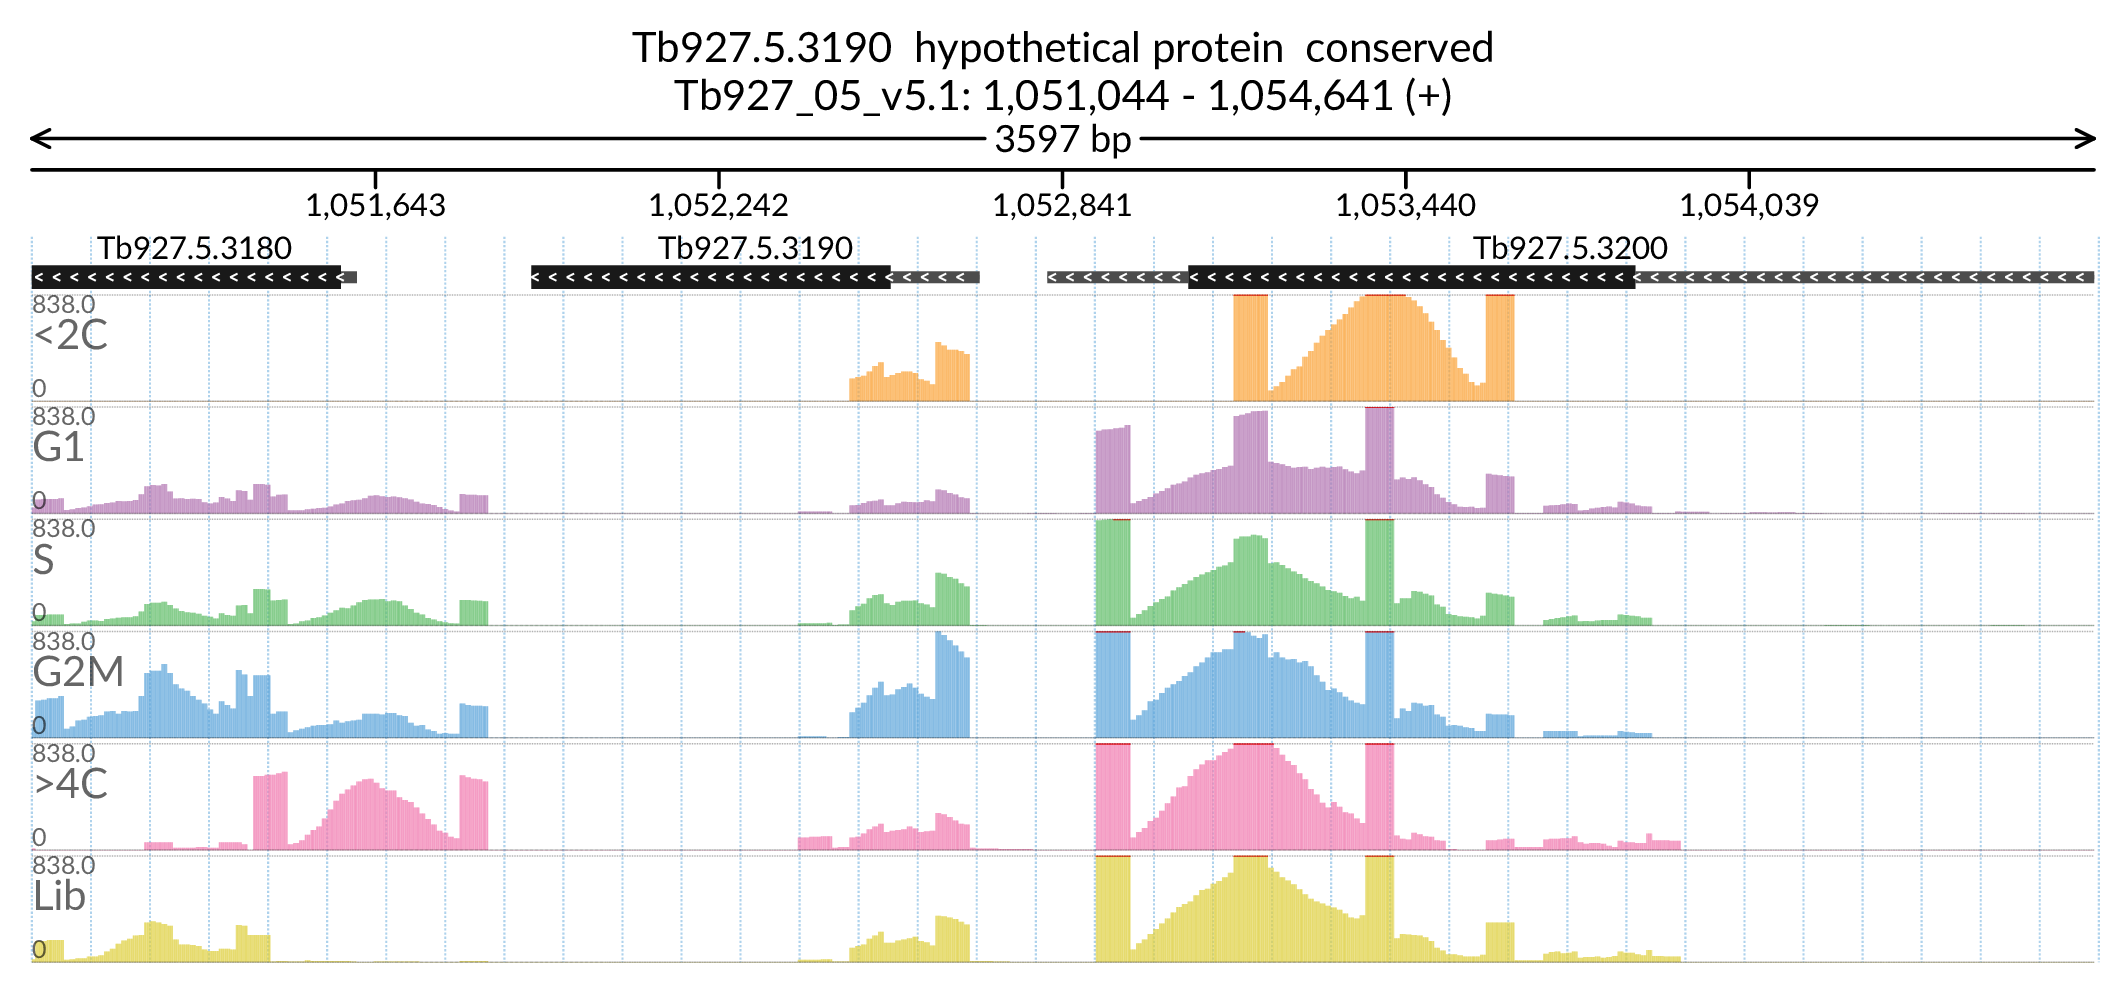 Tb927.5.3190  hypothetical protein  conserved
Tb927_05_v5.1: 1,051,044 - 1,054,641 (+)
3597 bp
1,051,643 1,052,242 1,052,841 1,053,440 1,054,039
Tb927.5.3180 Tb927.5.3190 Tb927.5.3200
838.0
<2C
0
838.0
G1
0
838.0
S
0
838.0
G2M
0
838.0
>4C
0
838.0
Lib
0